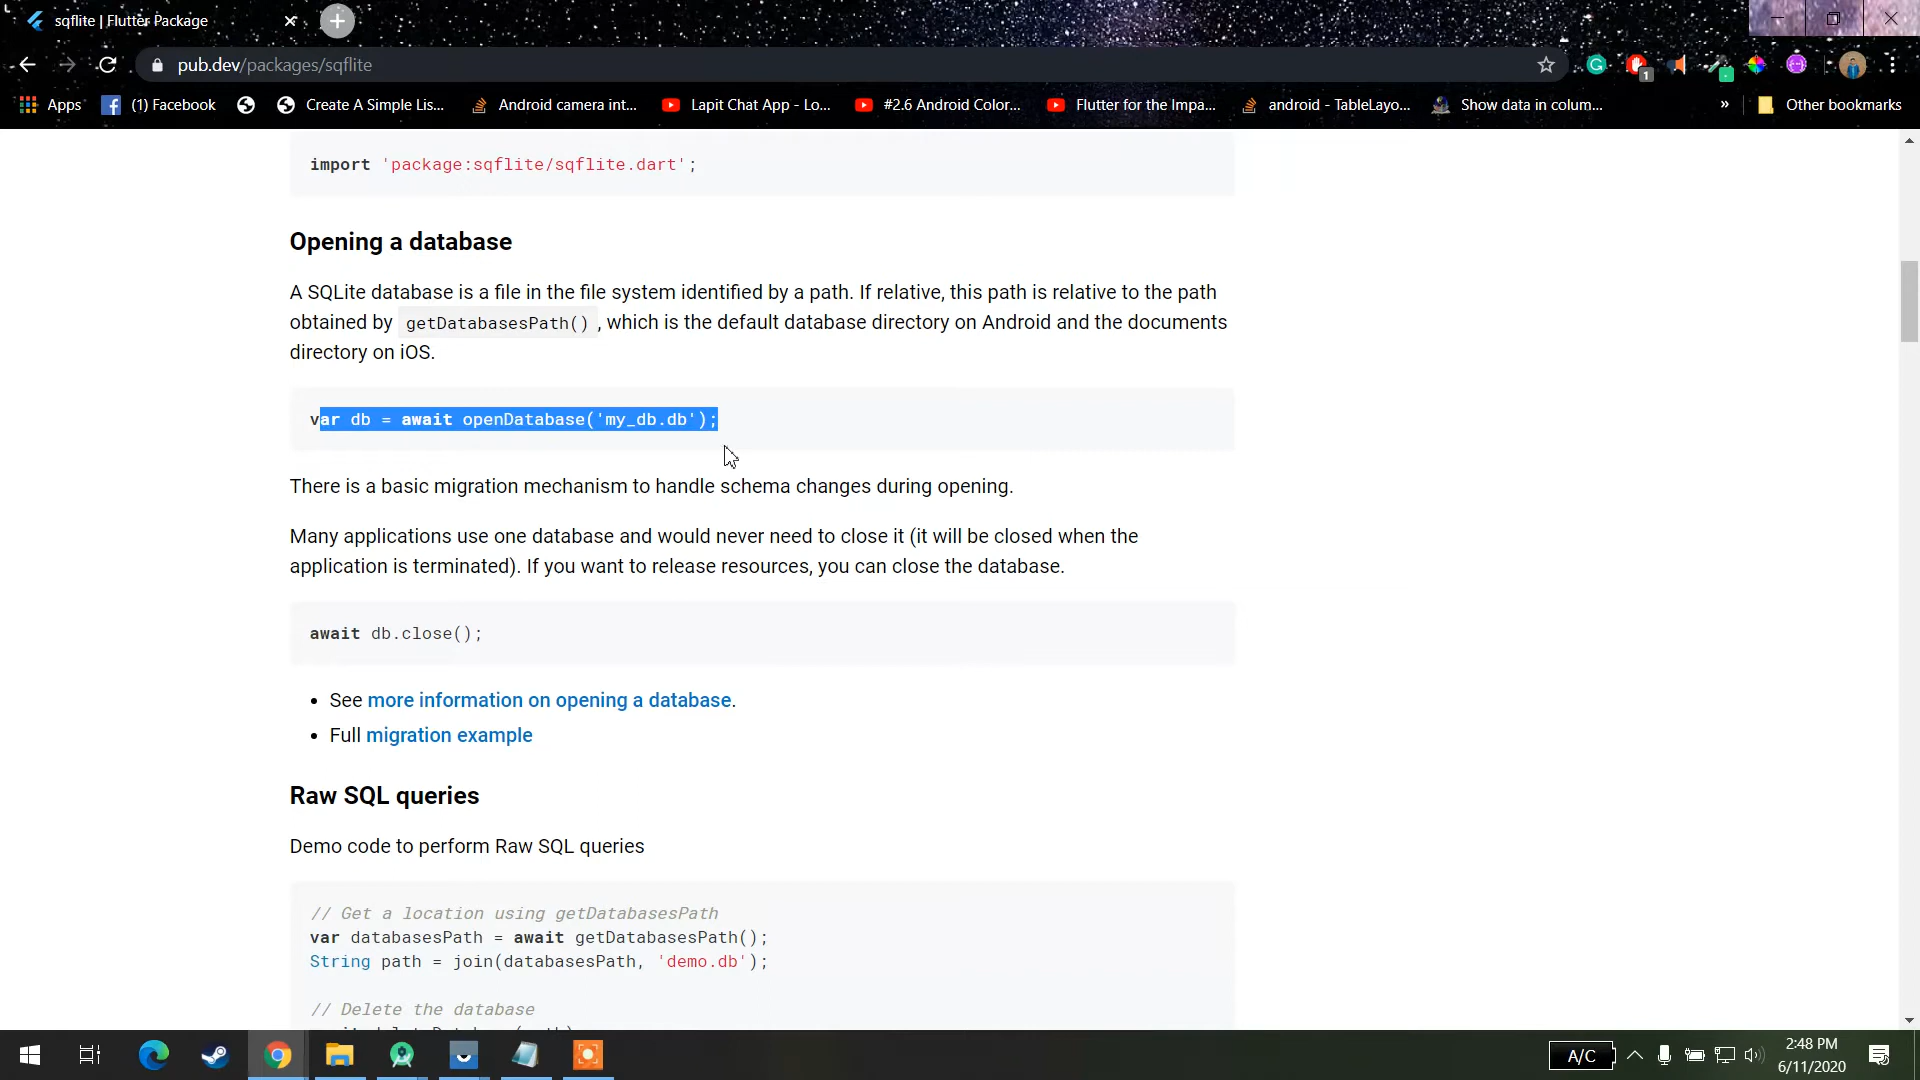 sqflite | Flutter Package
pub.dev/packages/sqflite
1
Apps
(1) Facebook
Create A Simple Lis...
Android camera int...
Lapit Chat App - Lo...
#2.6 Android Color...
Flutter for the Impa...
android - TableLayo...
Show data in colum...
»
Other bookmarks
import 'package:sqflite/sqflite.dart';
Opening a database
A SQLite database is a file in the file system identified by a path. If relative, this path is relative to the path
obtained by getDatabasesPath() , which is the default database directory on Android and the documents
directory on iOS.
var db = await openDatabase('my_db.db');
There is a basic migration mechanism to handle schema changes during opening.
Many applications use one database and would never need to close it (it will be closed when the
application is terminated). If you want to release resources, you can close the database.
await db.close();
• See more information on opening a database.
• Full migration example
Raw SQL queries
Demo code to perform Raw SQL queries
// Get a location using getDatabasesPath
var databasesPath = await getDatabasesPath();
String path = join(databasesPath, 'demo.db');
// Delete the database
A/C
2:48 PM
6/11/2020